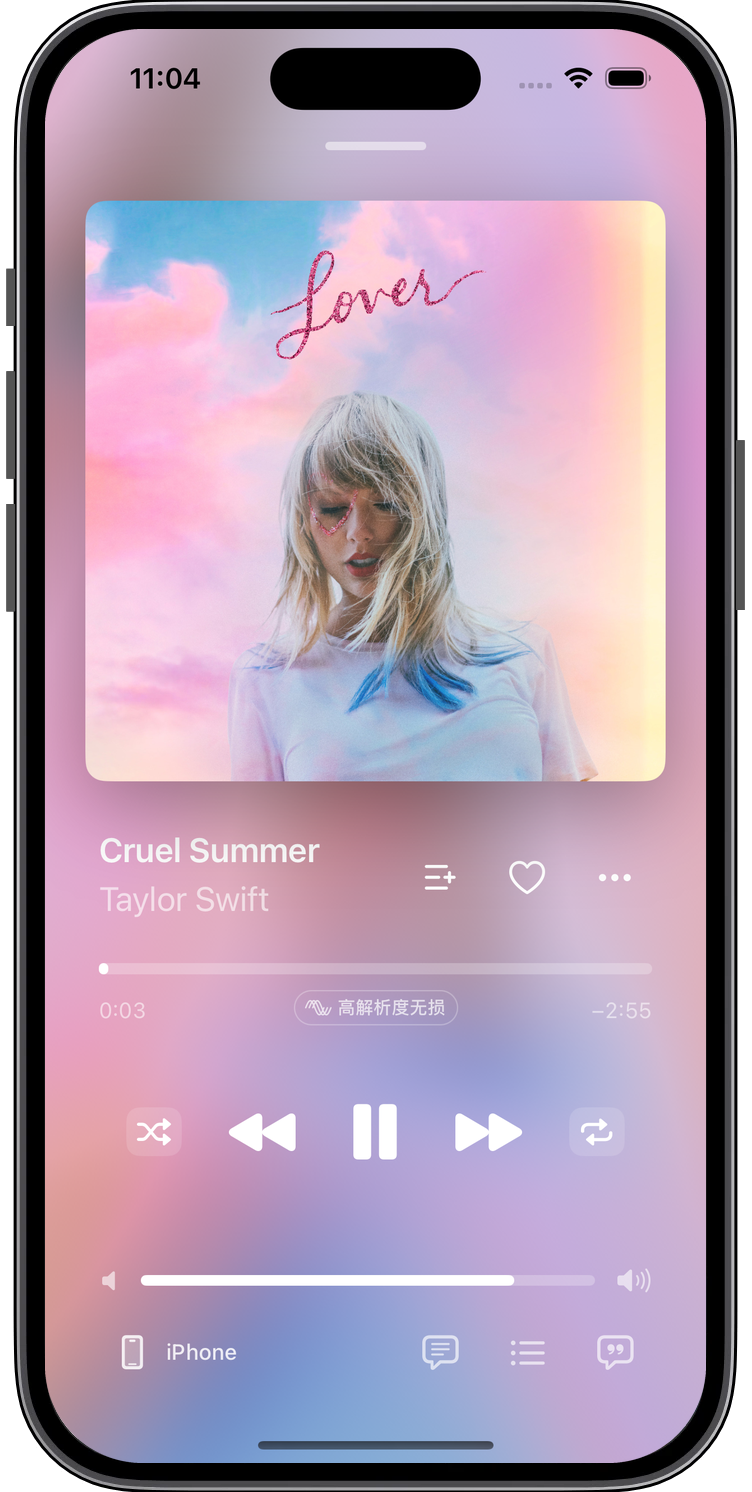 11:04
Lover
Cruel Summer
Taylor Swift
0:03
高解析度无损
−2:55
iPhone